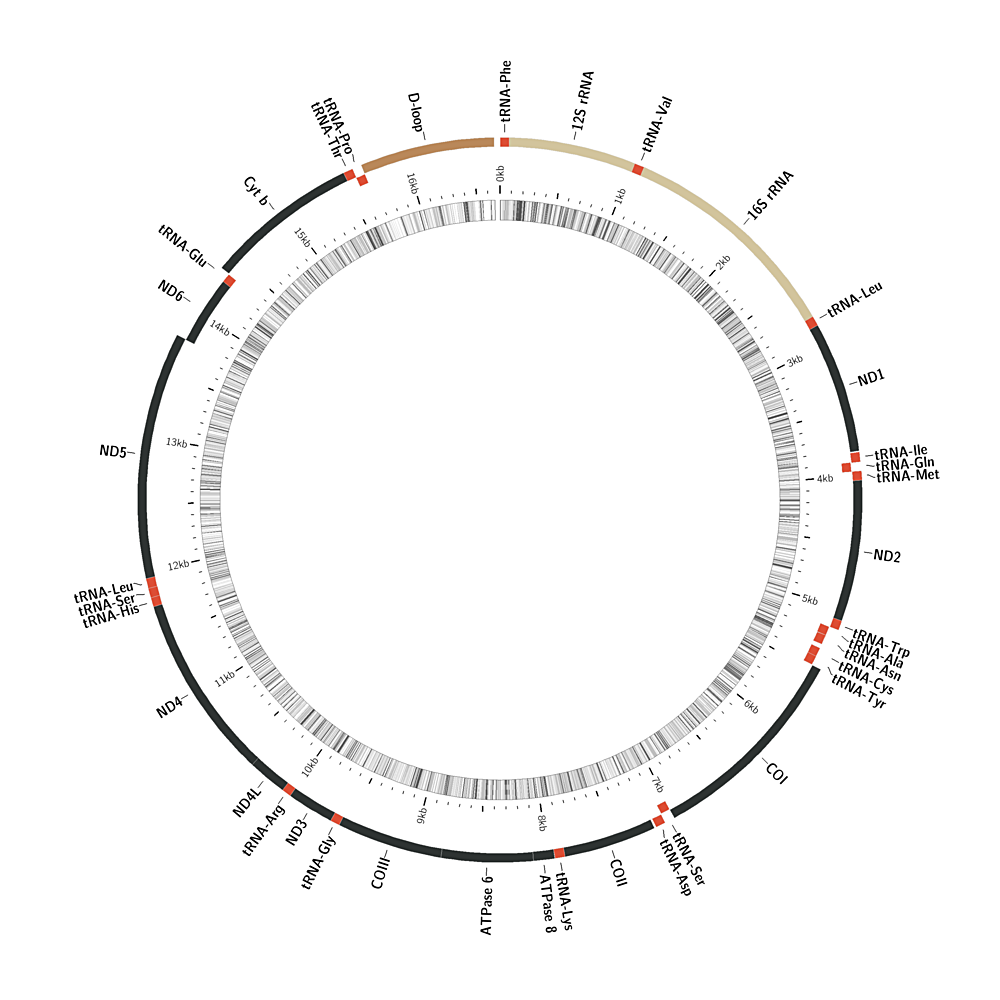 tRNA-Phe
12S rRNA
tRNA-Val
16S rRNA
tRNA-Leu
ND1
tRNA-Ile
tRNA-Gln
tRNA-Met
ND2
tRNA-Trp
tRNA-Ala
tRNA-Asn
tRNA-Cys
tRNA-Tyr
COI
tRNA-Ser
tRNA-Asp
COII
tRNA-Lys
ATPase 8
ATPase 6
COIII
tRNA-Gly
ND3
tRNA-Arg
ND4L
ND4
tRNA-His
tRNA-Ser
tRNA-Leu
ND5
ND6
tRNA-Glu
Cyt b
tRNA-Thr
tRNA-Pro
D-loop
0kb
1kb
2kb
3kb
4kb
5kb
6kb
7kb
8kb
9kb
10kb
11kb
12kb
13kb
14kb
15kb
16kb